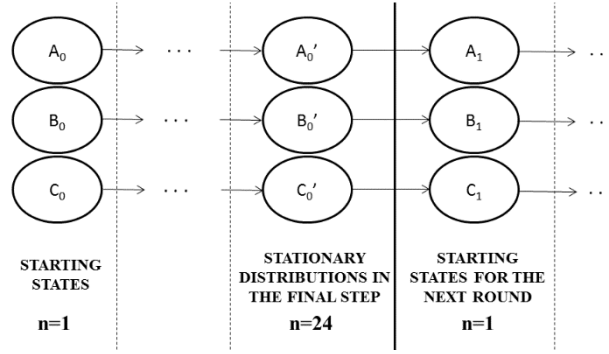 A₀ . . . A₀’ A₁ . . .
B₀ . . . B₀’ B₁ . . .
C₀ . . . C₀’ C₁ . . .
STARTING
STATES
n=1
STATIONARY
DISTRIBUTIONS IN
THE FINAL STEP
n=24
STARTING
STATES FOR THE
NEXT ROUND
n=1